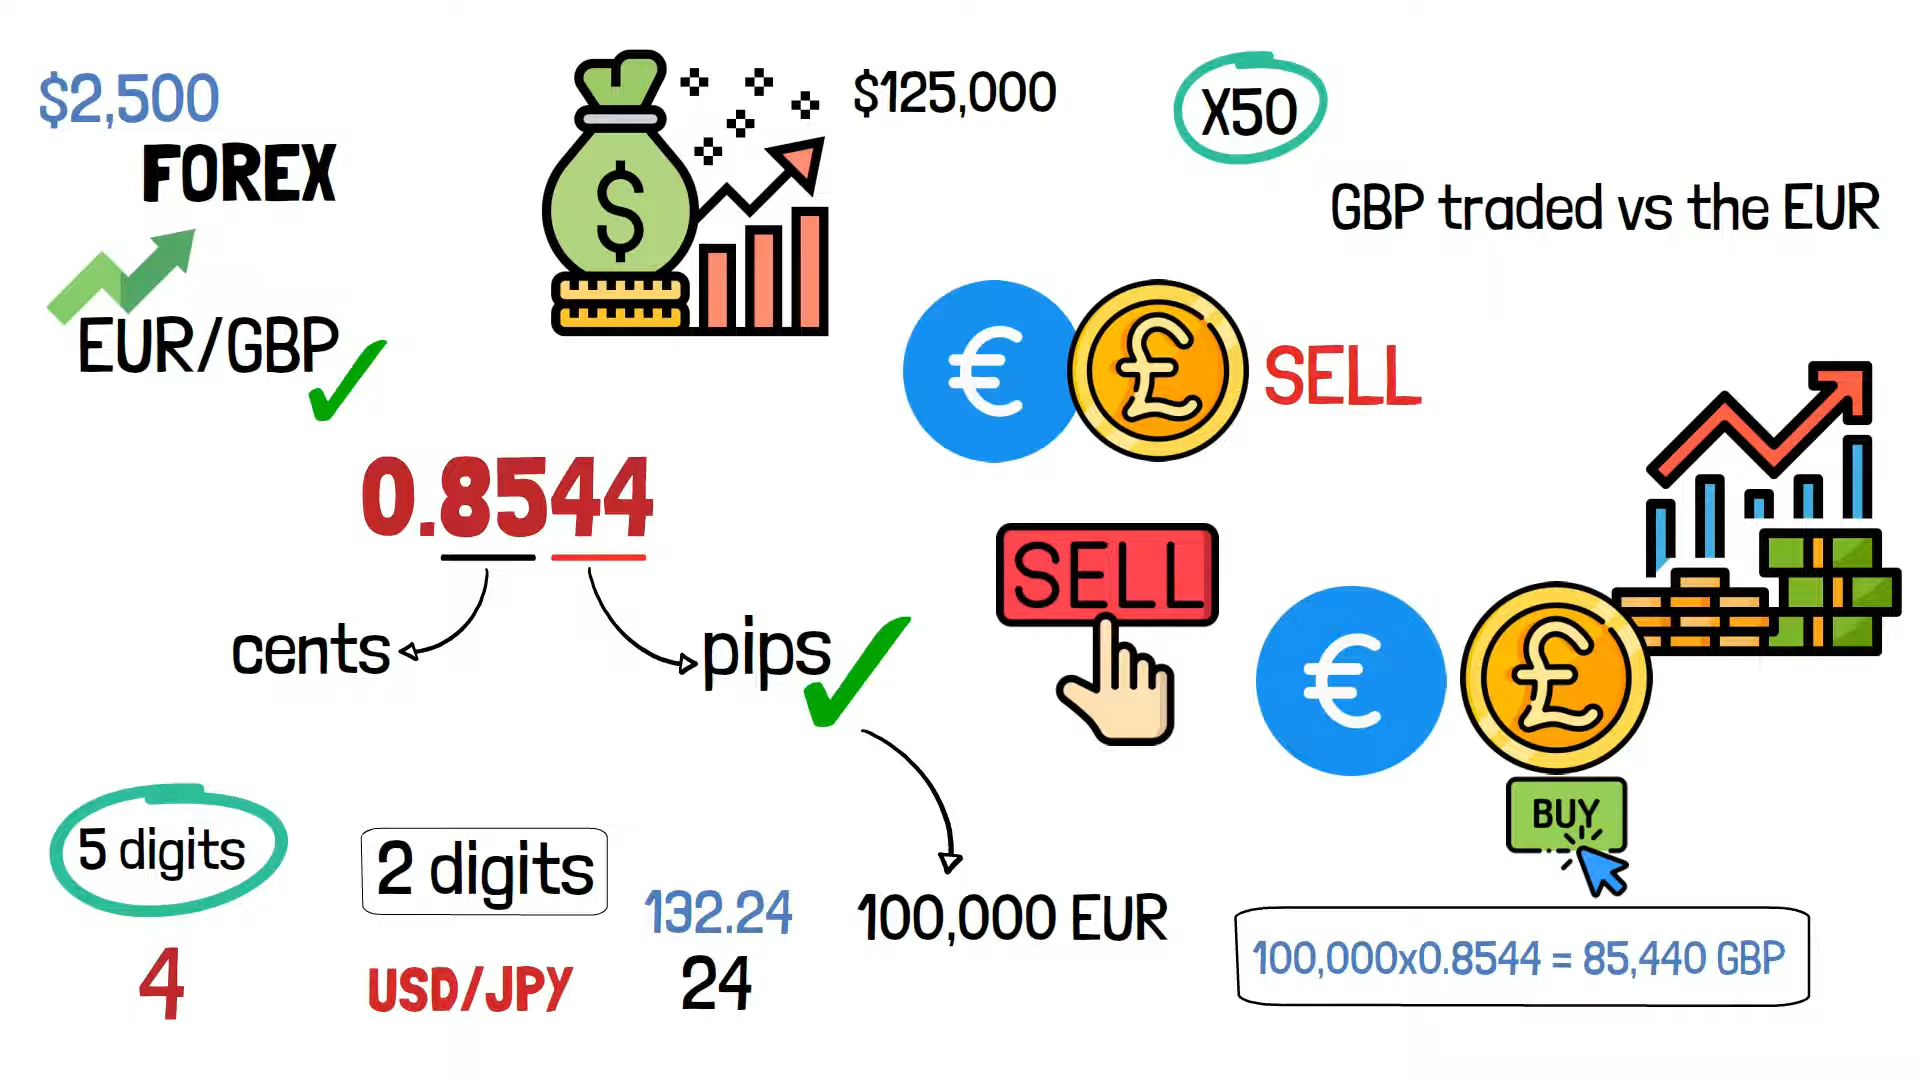 $2,500
FOREX
EUR/GBP
$
$125,000
X50
GBP traded vs the EUR
€
£
SELL
0.8544
cents
pips
SELL
€
£
BUY
5 digits
4
2 digits
USD/JPY
132.24
24
100,000 EUR
100,000x0.8544 = 85,440 GBP